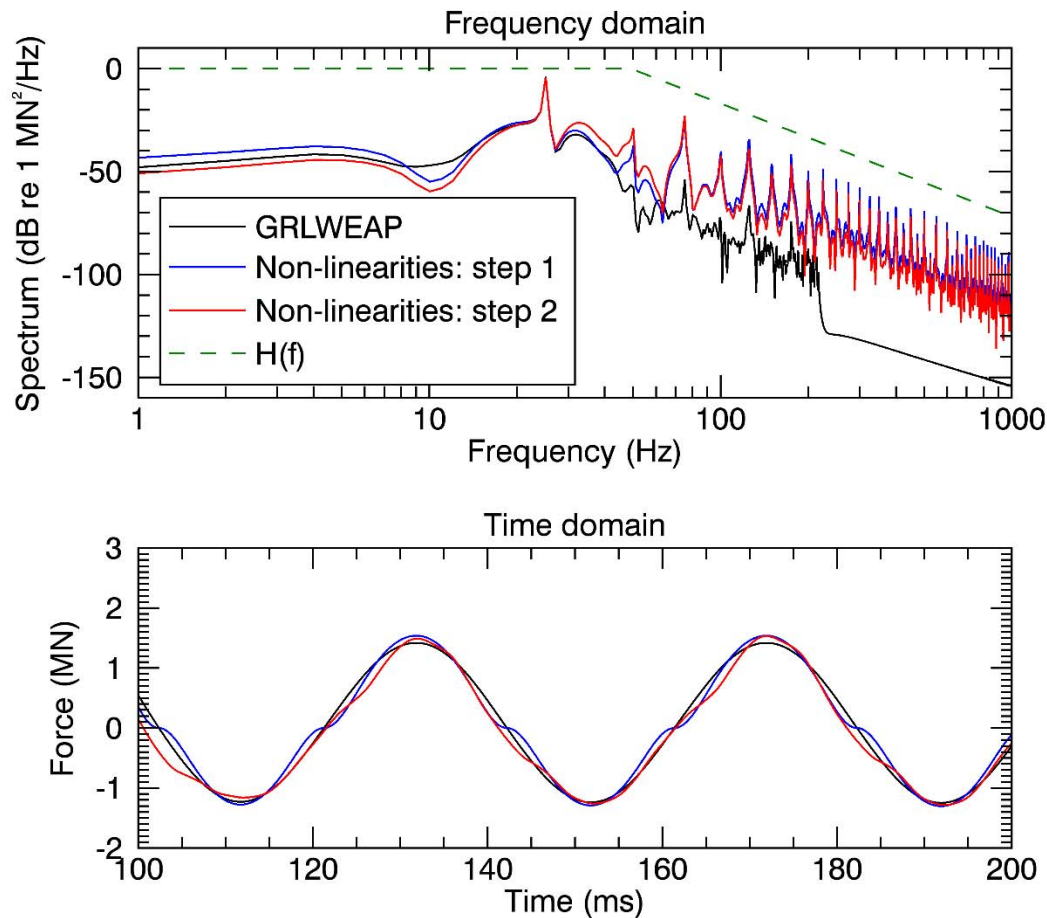 Frequency domain
Spectrum (dB re 1 MN²/Hz)
0
-50
-100
-150
GRLWEAP
Non-linearities: step 1
Non-linearities: step 2
H(f)
1 10 100 1000
Frequency (Hz)
Time domain
Force (MN)
3
2
1
0
-1
-2
100 120 140 160 180 200
Time (ms)